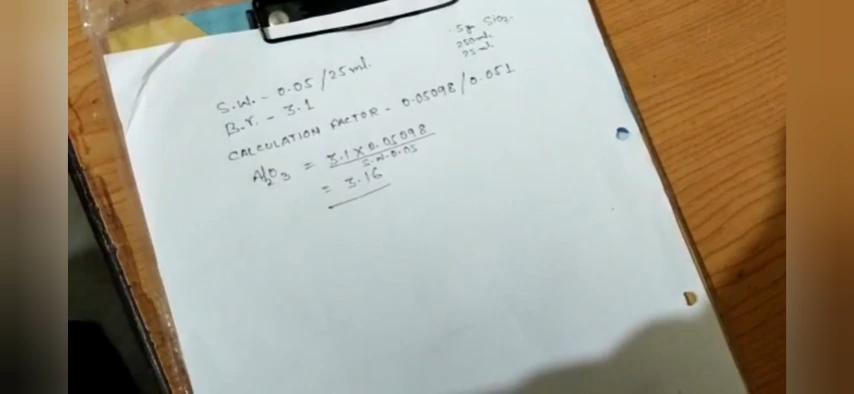 .5gm SiO2.
250ml.
25ml
S.W. - 0.05/25ml.
B.r. - 3.1
CALCULATION FACTOR - 0.05098/0.051
Al2O3 = 3.1 X 0.05098
S.W. 0.05
= 3.16